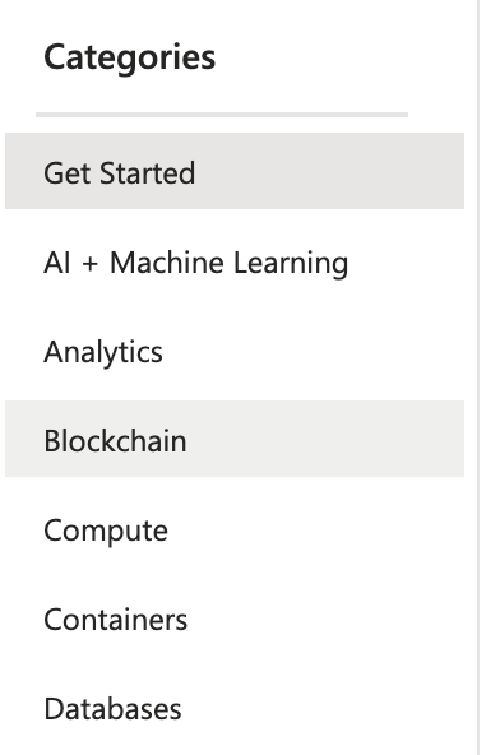 Categories
Get Started
AI + Machine Learning
Analytics
Blockchain
Compute
Containers
Databases